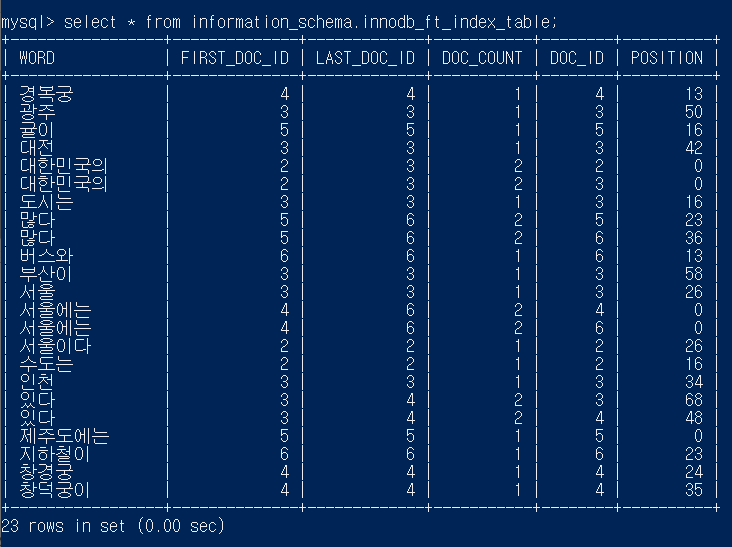 mysql> select * from information_schema.innodb_ft_index_table;
+--------------+--------------+-------------+-----------+--------+----------+
| WORD | FIRST_DOC_ID | LAST_DOC_ID | DOC_COUNT | DOC_ID | POSITION |
+--------------+--------------+-------------+-----------+--------+----------+
| 경복궁 | 4 | 4 | 1 | 4 | 13 |
| 광주 | 3 | 3 | 1 | 3 | 50 |
| 귤이 | 5 | 5 | 1 | 5 | 16 |
| 대전 | 3 | 3 | 1 | 3 | 42 |
| 대한민국의 | 2 | 3 | 2 | 2 | 0 |
| 대한민국의 | 2 | 3 | 2 | 3 | 0 |
| 도시는 | 3 | 3 | 1 | 3 | 16 |
| 많다 | 5 | 6 | 2 | 5 | 23 |
| 많다 | 5 | 6 | 2 | 6 | 36 |
| 버스와 | 6 | 6 | 1 | 6 | 13 |
| 부산이 | 3 | 3 | 1 | 3 | 58 |
| 서울 | 3 | 3 | 1 | 3 | 26 |
| 서울에는 | 4 | 6 | 2 | 4 | 0 |
| 서울에는 | 4 | 6 | 2 | 6 | 0 |
| 서울이다 | 2 | 2 | 1 | 2 | 26 |
| 수도는 | 2 | 2 | 1 | 2 | 16 |
| 인천 | 3 | 3 | 1 | 3 | 34 |
| 있다 | 3 | 4 | 2 | 3 | 68 |
| 있다 | 3 | 4 | 2 | 4 | 48 |
| 제주도에는 | 5 | 5 | 1 | 5 | 0 |
| 지하철이 | 6 | 6 | 1 | 6 | 23 |
| 창경궁 | 4 | 4 | 1 | 4 | 24 |
| 창덕궁이 | 4 | 4 | 1 | 4 | 35 |
+--------------+--------------+-------------+-----------+--------+----------+
23 rows in set (0.00 sec)